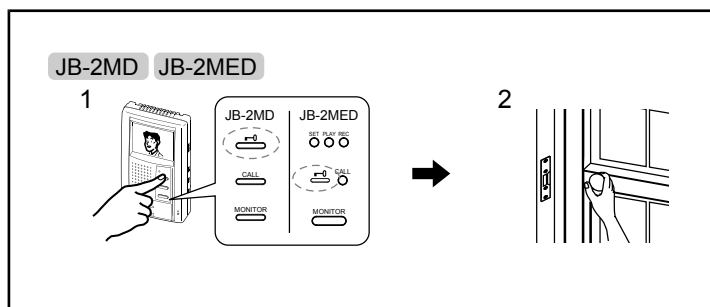 JB-2MD JB-2MED
1
2
JB-2MD JB-2MED
SET PLAY REC
CALL
CALL
MONITOR
MONITOR